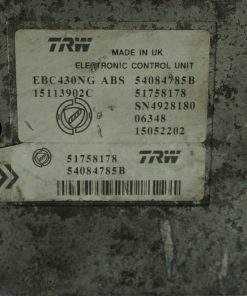 TRW
MADE IN UK
ELECTRONIC CONTROL UNIT
EBC430NG ABS 54084785B
15113902C 51758178
SN4928180
06348
15052202
51758178 TRW
54084785B